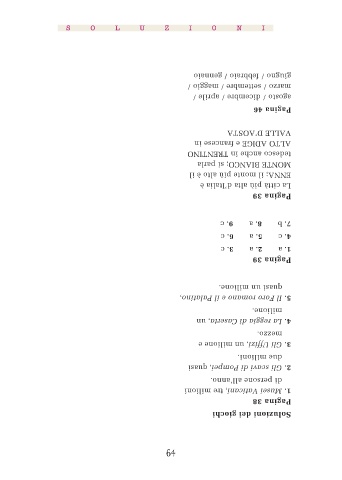 SOLUZIONI
64
Soluzioni dei giochi
Pagina 38
1. Musei Vaticani, tre milioni
di persone all'anno.
2. Gli scavi di Pompei, quasi
due milioni.
3. Gli Uffizi, un milione e
mezzo.
4. La reggia di Caserta, un
milione.
5. Il Foro romano e il Palatino,
quasi un milione.
Pagina 39
1. a 2. a 3. c
4. c 5. a 6. c
7. b 8. a 9. c
Pagina 39
La città più alta d'Italia è
ENNA; il monte più alto è il
MONTE BIANCO; si parla
tedesco anche in TRENTINO
ALTO ADIGE e francese in
VALLE D'AOSTA
Pagina 46
agosto / dicembre / aprile /
marzo / settembre / maggio /
giugno / febbraio / gennaio